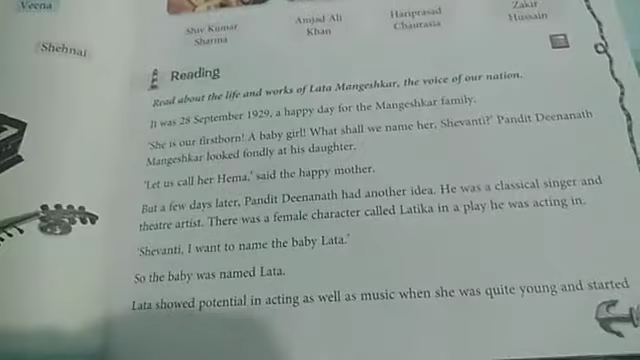 Veena
Shiv Kumar
Sharma
Amjad Ali
Khan
Hariprasad
Chaurasia
Zakir
Hussain
Shehnai
Reading
Read about the life and works of Lata Mangeshkar, the voice of our nation.
It was 28 September 1929, a happy day for the Mangeshkar family.
'She is our firstborn! A baby girl! What shall we name her, Shevanti?' Pandit Deenanath
Mangeshkar looked fondly at his daughter.
'Let us call her Hema,' said the happy mother.
But a few days later, Pandit Deenanath had another idea. He was a classical singer and
theatre artist. There was a female character called Latika in a play he was acting in.
'Shevanti, I want to name the baby Lata.'
So the baby was named Lata.
Lata showed potential in acting as well as music when she was quite young and started